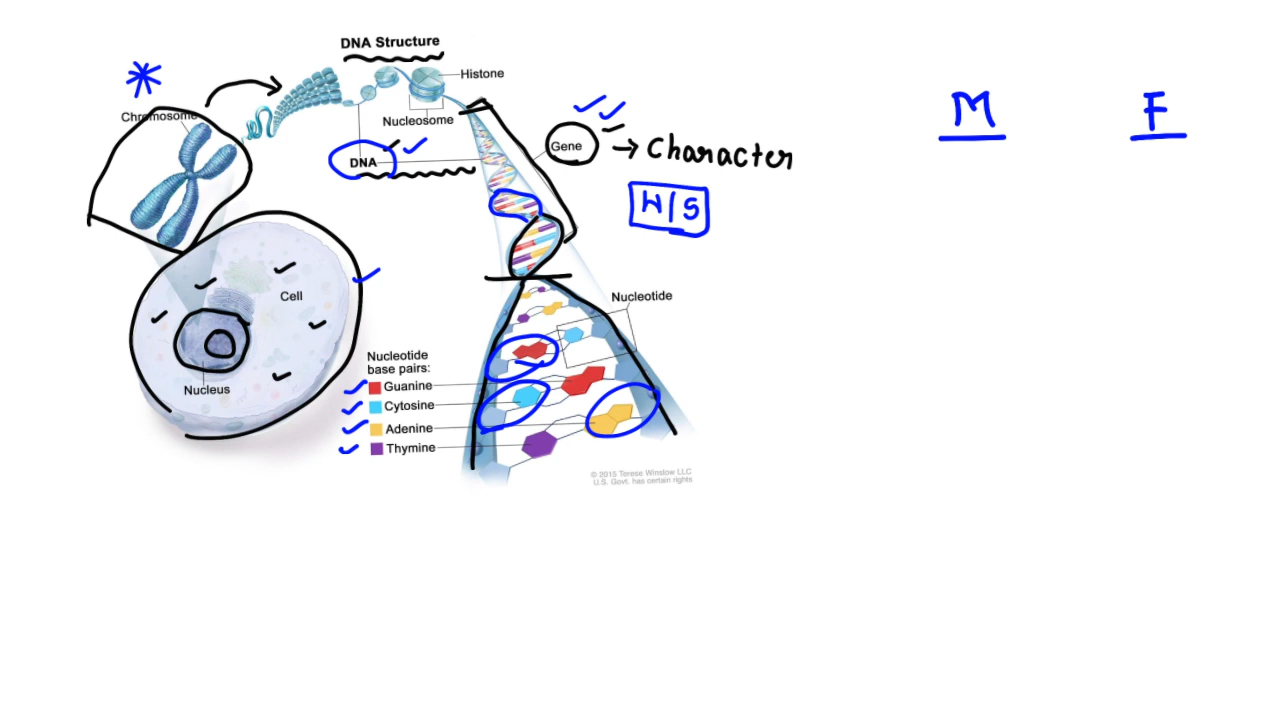 DNA Structure
Histone
Chromosome
Nucleosome
DNA
Gene
→ Character
H/S
M
F
Cell
Nucleus
Nucleotide
Nucleotide
base pairs:
Guanine
Cytosine
Adenine
Thymine
© 2015 Terese Winslow LLC
U.S. Govt. has certain rights